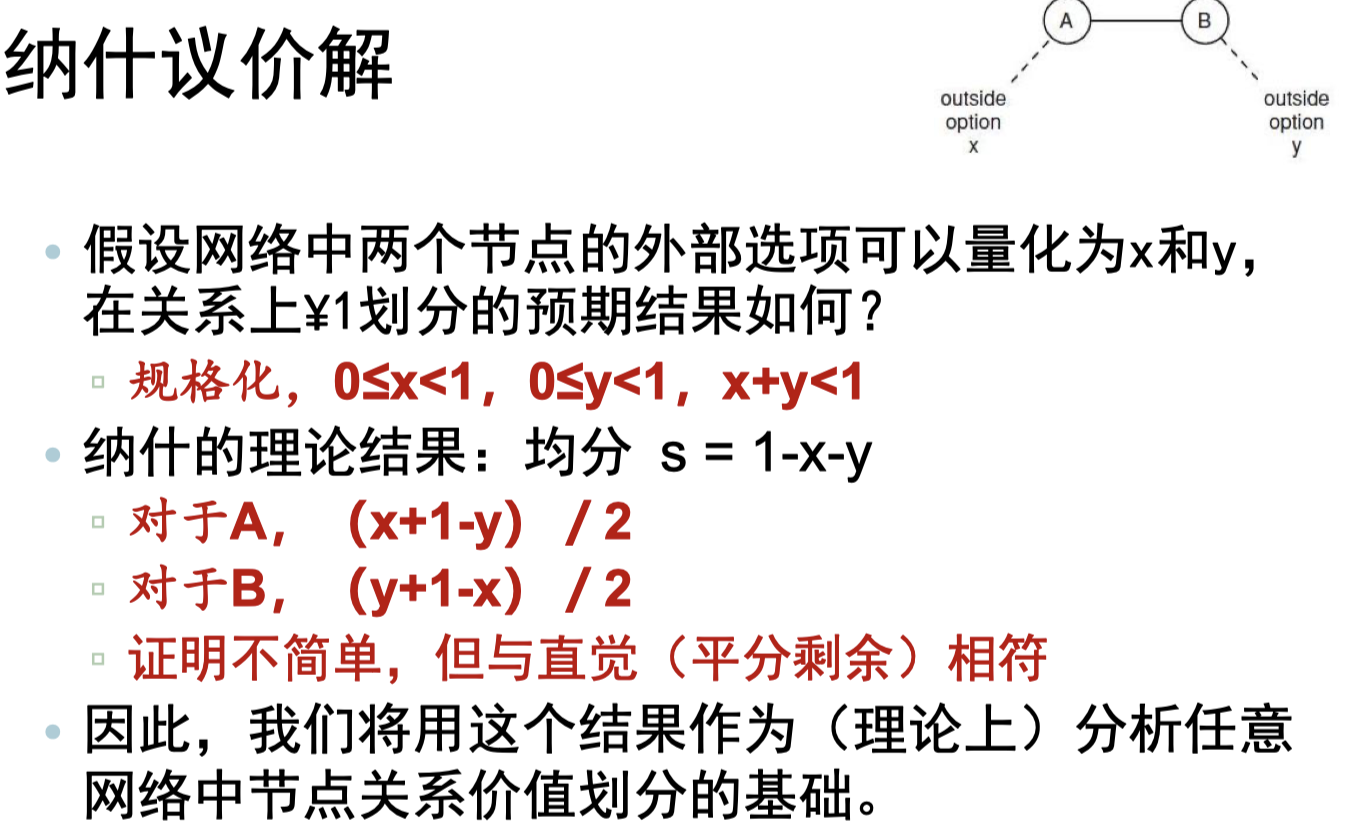 纳什议价解
A
B
outside
option
x
outside
option
y
• 假设网络中两个节点的外部选项可以量化为x和y，
在关系上¥1划分的预期结果如何？
▫ 规格化，0≤x<1，0≤y<1，x+y<1
• 纳什的理论结果：均分 s = 1-x-y
▫ 对于A，（x+1-y）/ 2
▫ 对于B，（y+1-x）/ 2
▫ 证明不简单，但与直觉（平分剩余）相符
• 因此，我们将用这个结果作为（理论上）分析任意
网络中节点关系价值划分的基础。